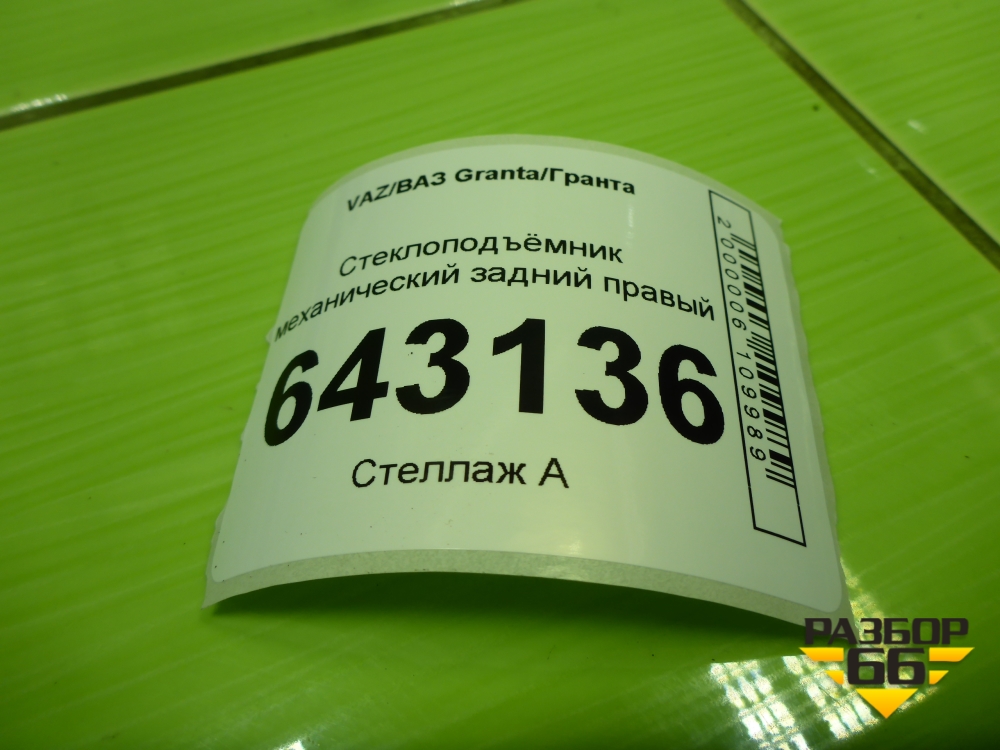 VAZ/ВАЗ Granta/Гранта
Стеклоподъёмник
механический задний правый
643136
Стеллаж А
2000006109989
РАЗБОР
66